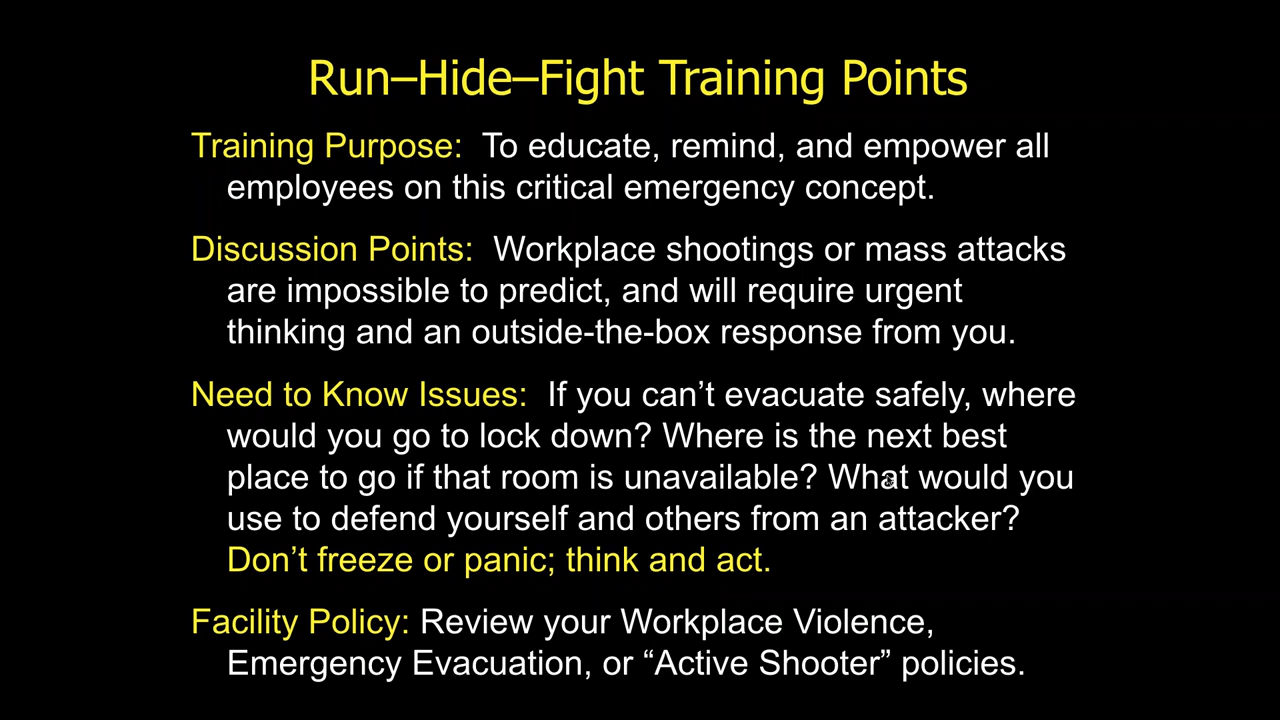 Run–Hide–Fight Training Points
Training Purpose: To educate, remind, and empower all
employees on this critical emergency concept.
Discussion Points: Workplace shootings or mass attacks
are impossible to predict, and will require urgent
thinking and an outside-the-box response from you.
Need to Know Issues: If you can’t evacuate safely, where
would you go to lock down? Where is the next best
place to go if that room is unavailable? What would you
use to defend yourself and others from an attacker?
Don’t freeze or panic; think and act.
Facility Policy: Review your Workplace Violence,
Emergency Evacuation, or “Active Shooter” policies.